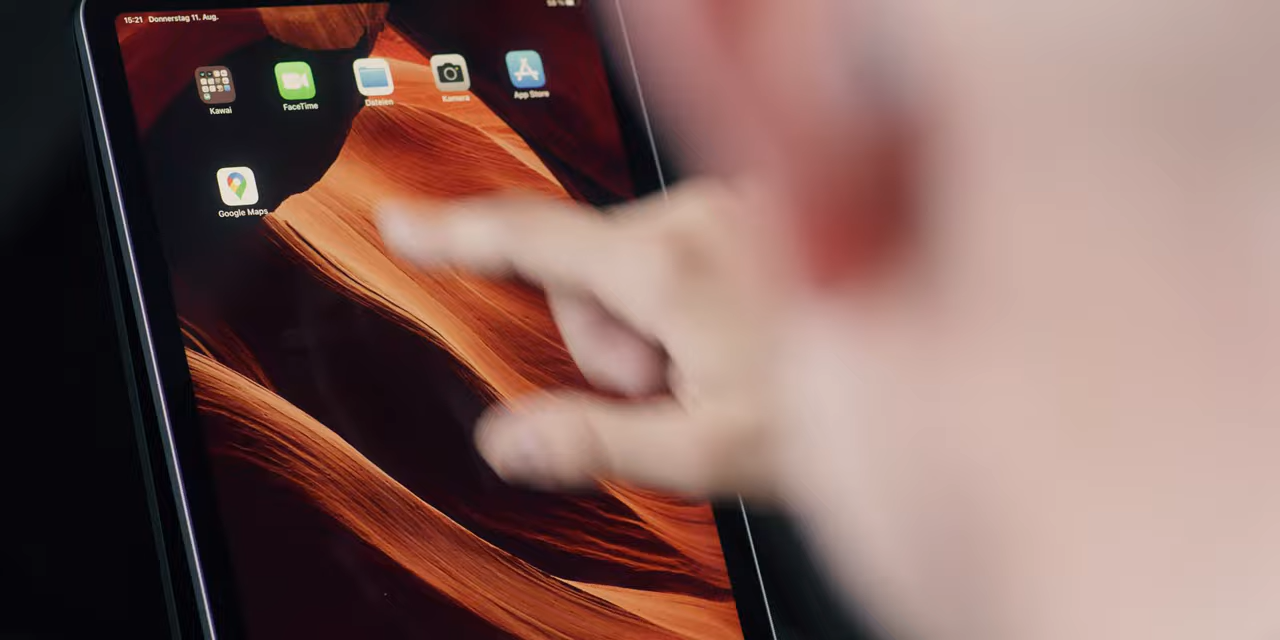 15:21 Donnerstag 11. Aug.
Kawai
FaceTime
Dateien
Kamera
App Store
Google Maps